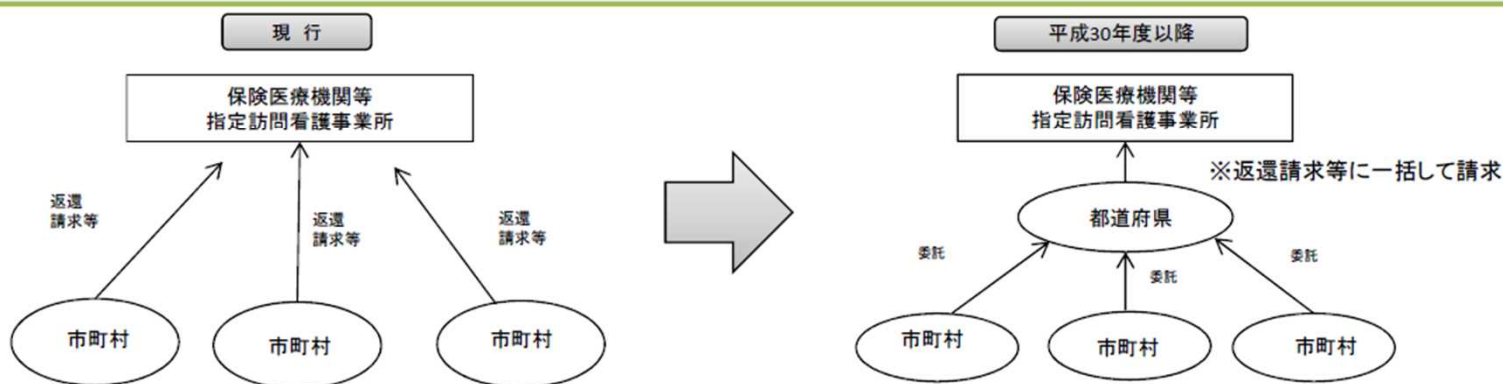 現 行
保険医療機関等
指定訪問看護事業所
返還
請求等
返還
請求等
返還
請求等
市町村
市町村
市町村
平成30年度以降
保険医療機関等
指定訪問看護事業所
※返還請求等に一括して請求
都道府県
委託
委託
委託
市町村
市町村
市町村